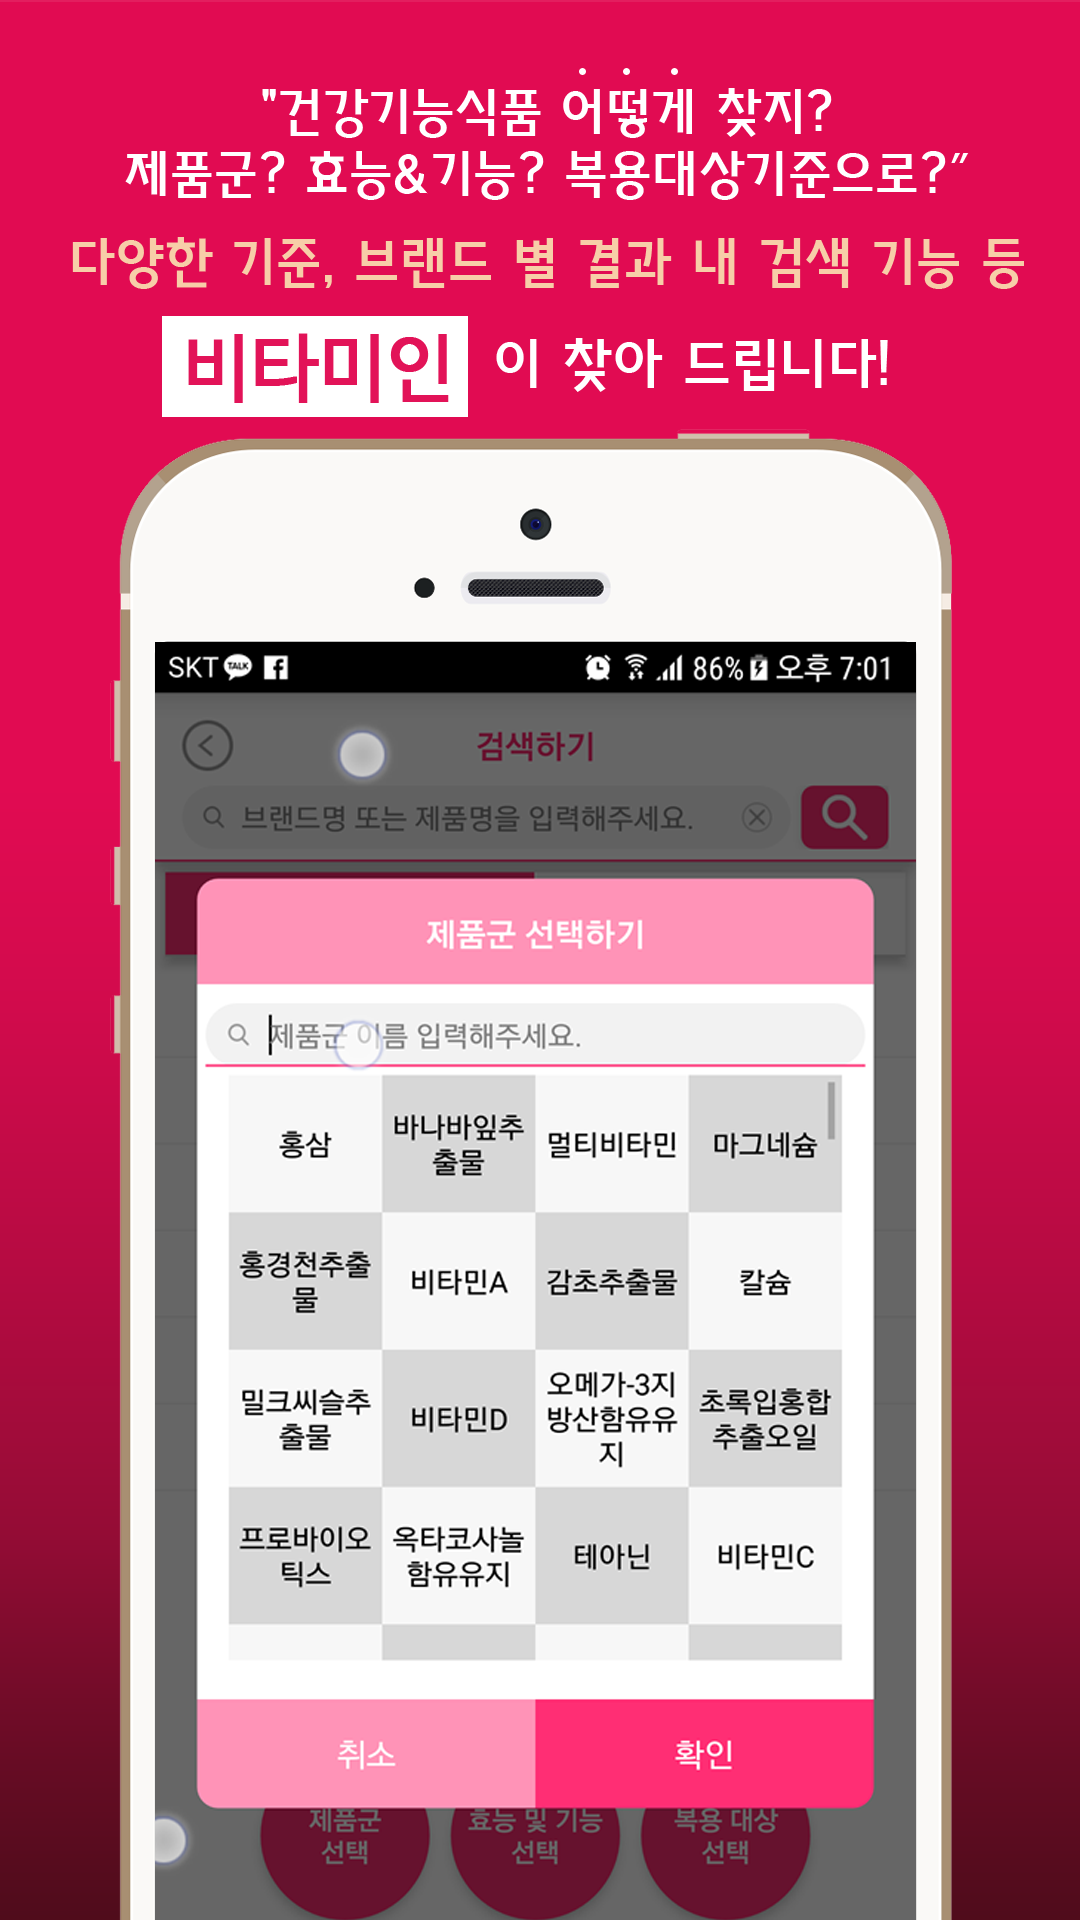 "건강기능식품 어떻게 찾지?
제품군? 효능&기능? 복용대상기준으로?"
다양한 기준, 브랜드 별 결과 내 검색 기능 등
비타미인 이 찾아 드립니다!
SKT TALK 86% 오후 7:01
검색하기
브랜드명 또는 제품명을 입력해주세요.
제품군 선택하기
제품군 이름 입력해주세요.
홍삼 바나바잎추출물 멀티비타민 마그네슘
홍경천추출물 비타민A 감초추출물 칼슘
밀크씨슬추출물 비타민D 오메가-3지방산함유유지 초록입홍합추출오일
프로바이오틱스 옥타코사놀함유유지 테아닌 비타민C
취소 확인
제품군 선택 효능 및 기능 선택 복용 대상 선택